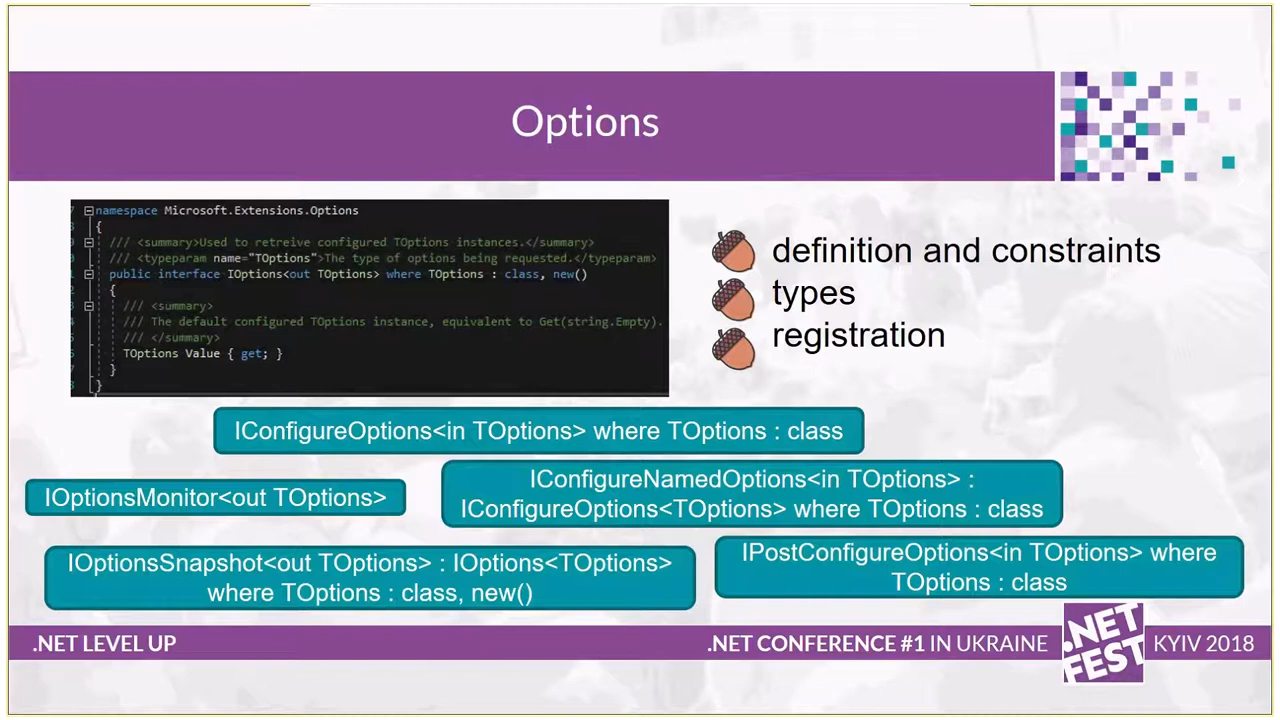 Options
namespace Microsoft.Extensions.Options
{
/// <summary>Used to retreive configured TOptions instances.</summary>
/// <typeparam name="TOptions">The type of options being requested.</typeparam>
public interface IOptions<out TOptions> where TOptions : class, new()
{
/// <summary>
/// The default configured TOptions instance, equivalent to Get(string.Empty).
/// </summary>
TOptions Value { get; }
}
}
definition and constraints
types
registration
IConfigureOptions<in TOptions> where TOptions : class
IOptionsMonitor<out TOptions>
IConfigureNamedOptions<in TOptions> :
IConfigureOptions<TOptions> where TOptions : class
IOptionsSnapshot<out TOptions> : IOptions<TOptions>
where TOptions : class, new()
IPostConfigureOptions<in TOptions> where
TOptions : class
.NET LEVEL UP
.NET CONFERENCE #1 IN UKRAINE
.NET
FEST
KYIV 2018